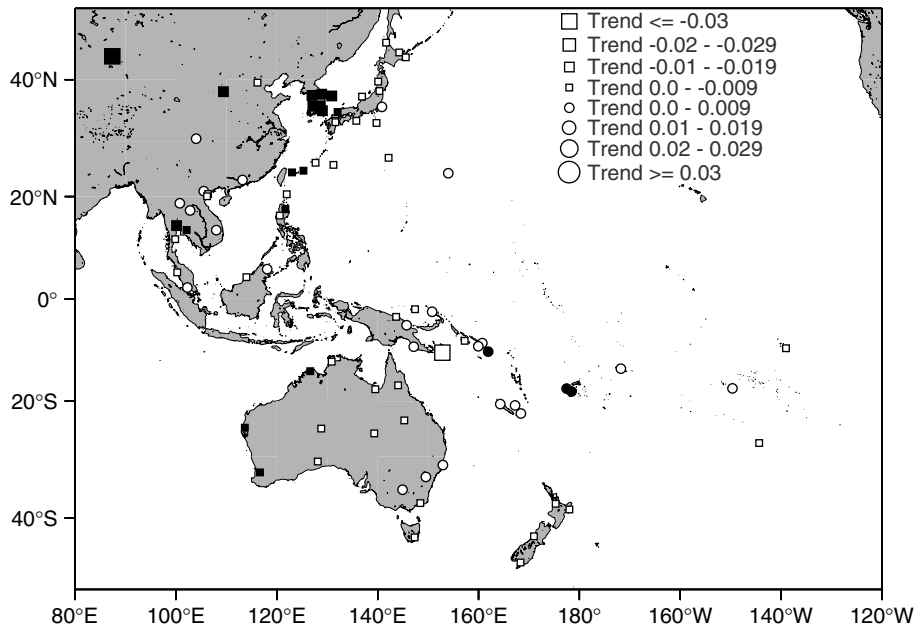 Trend <= -0.03
Trend -0.02 - -0.029
Trend -0.01 - -0.019
Trend 0.0 - -0.009
Trend 0.0 - 0.009
Trend 0.01 - 0.019
Trend 0.02 - 0.029
Trend >= 0.03
40°N
20°N
0°
20°S
40°S
80°E 100°E 120°E 140°E 160°E 180° 160°W 140°W 120°W